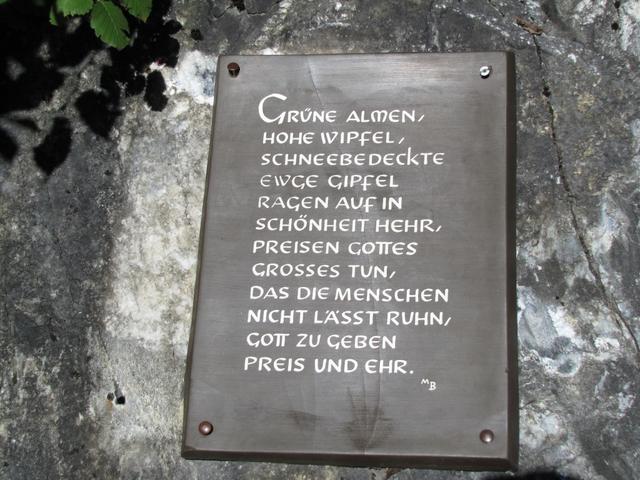 GRÜNE ALMEN,
HOHE WIPFEL,
SCHNEEBEDECKTE
EWGE GIPFEL
RAGEN AUF IN
SCHÖNHEIT HEHR,
PREISEN GOTTES
GROSSES TUN,
DAS DIE MENSCHEN
NICHT LÄSST RUHN,
GOTT ZU GEBEN
PREIS UND EHR.
MB